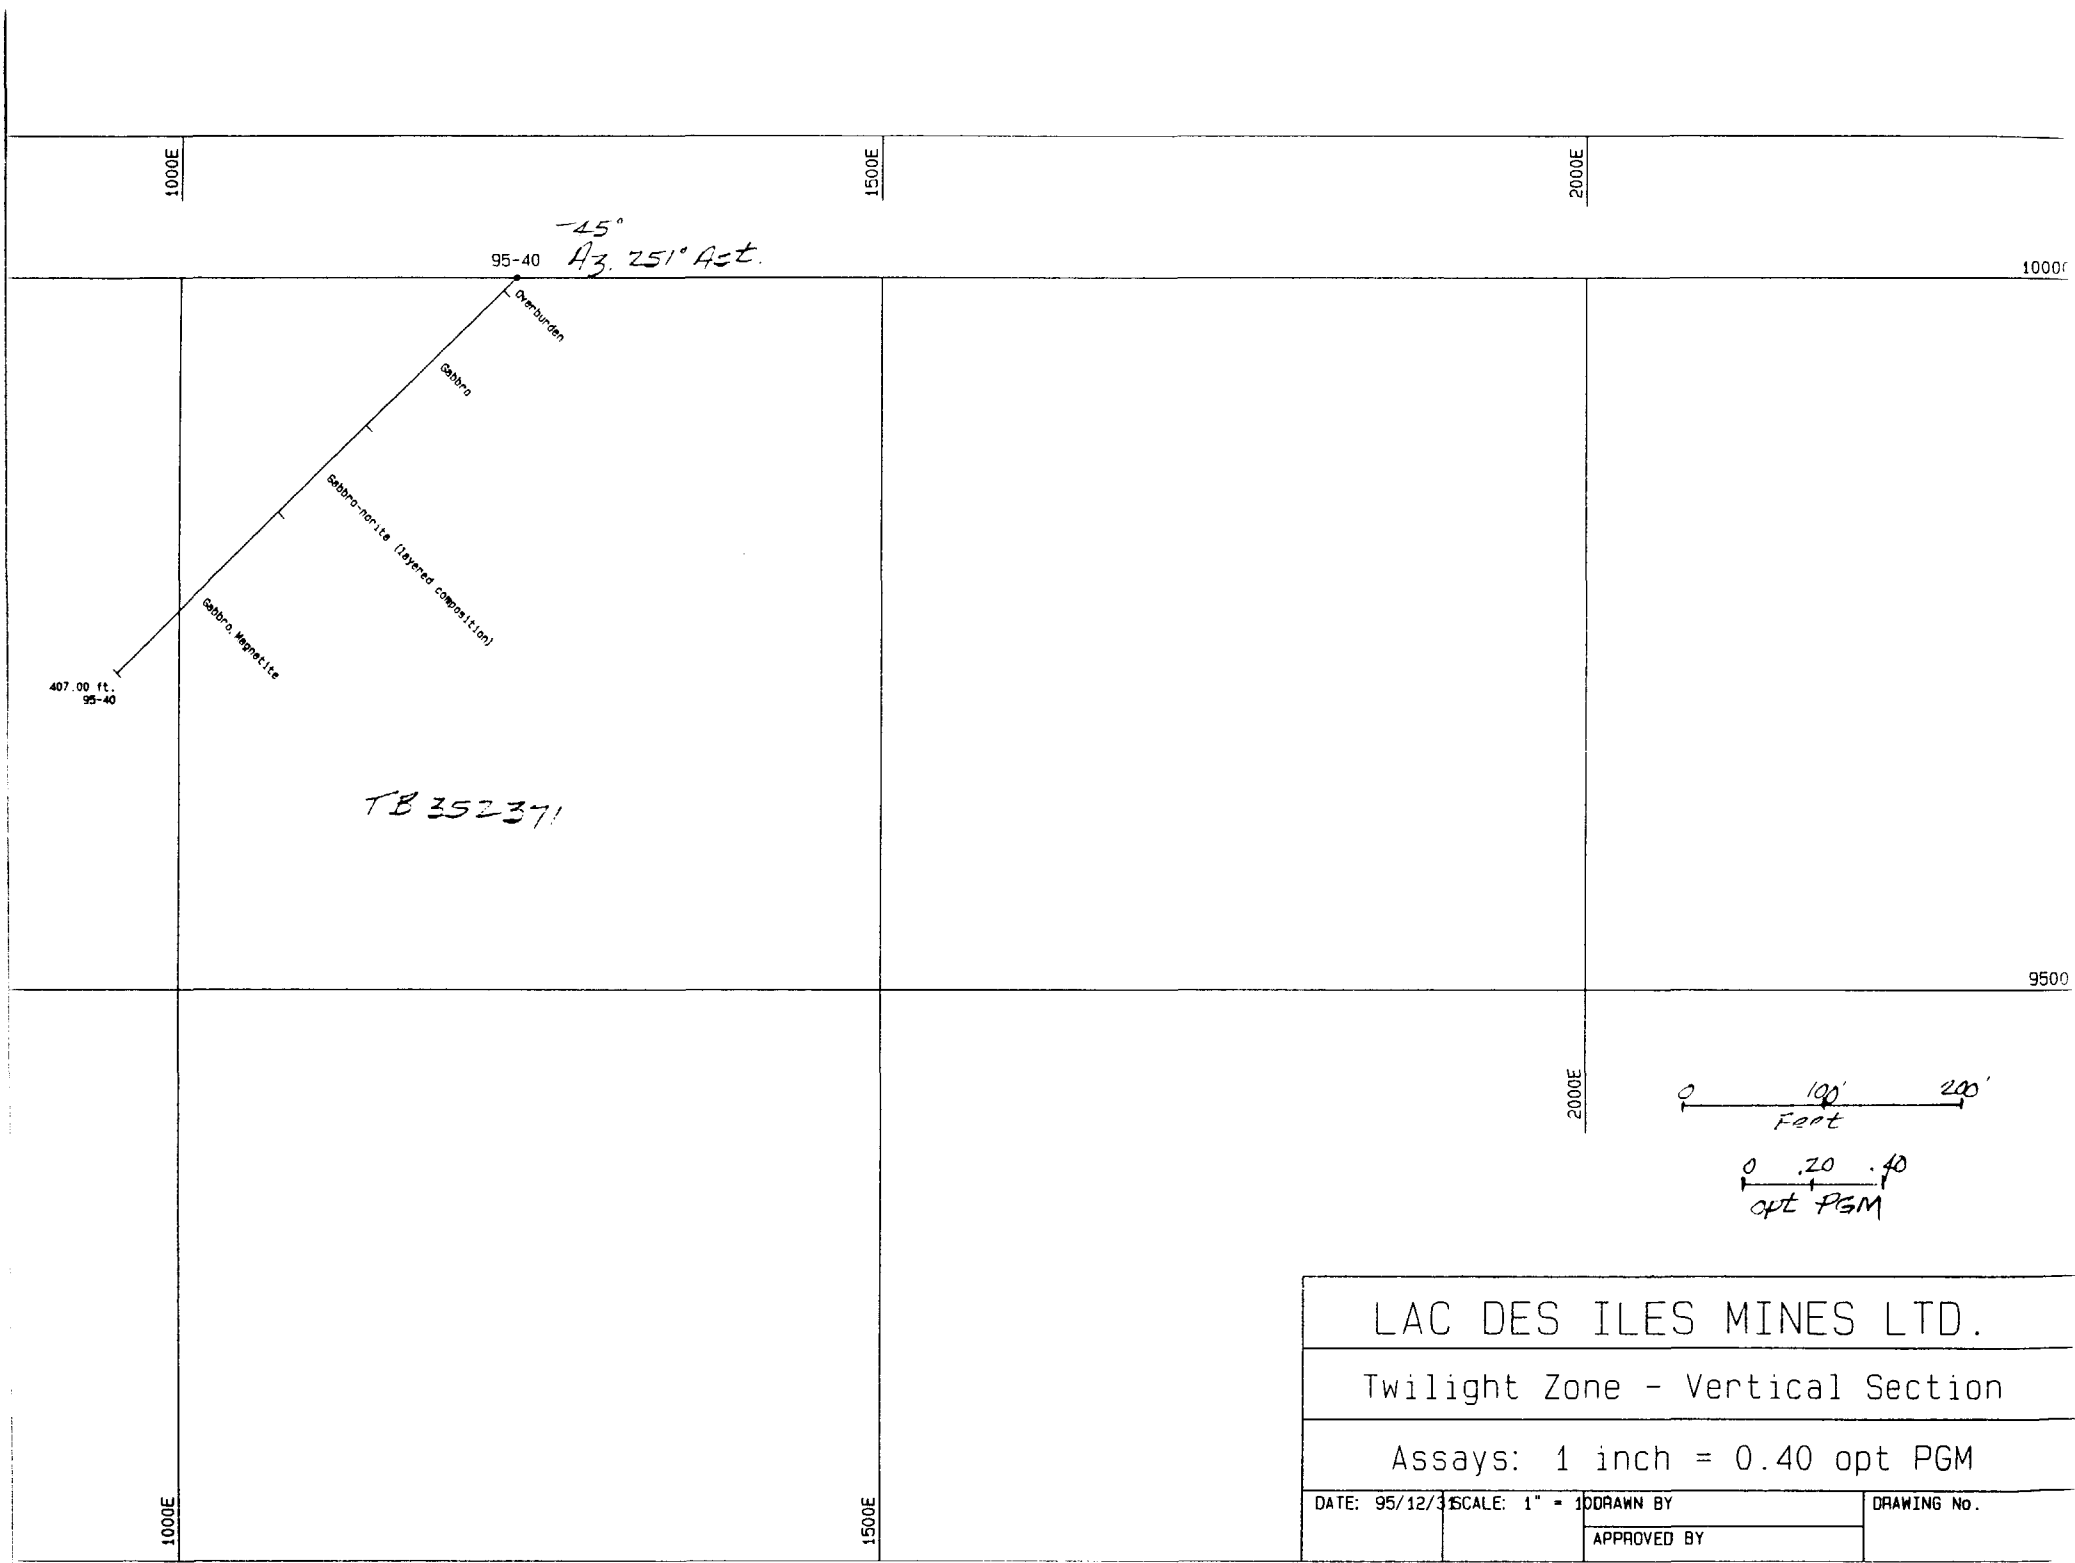 1000E
1500E
2000E
-45°
95-40 Az. 251° Ast.
1000
Overburden
Gabbro
Gabbro-norite (layered composition)
Gabbro, Magnetite
407.00 ft.
95-40
TB 352371
9500
2000E
0 100' 200'
Feet
0 .20 .40
opt PGM
LAC DES ILES MINES LTD.
Twilight Zone - Vertical Section
Assays: 1 inch = 0.40 opt PGM
DATE: 95/12/31 SCALE: 1" = 100 DRAWN BY DRAWING No.
APPROVED BY
1000E
1500E